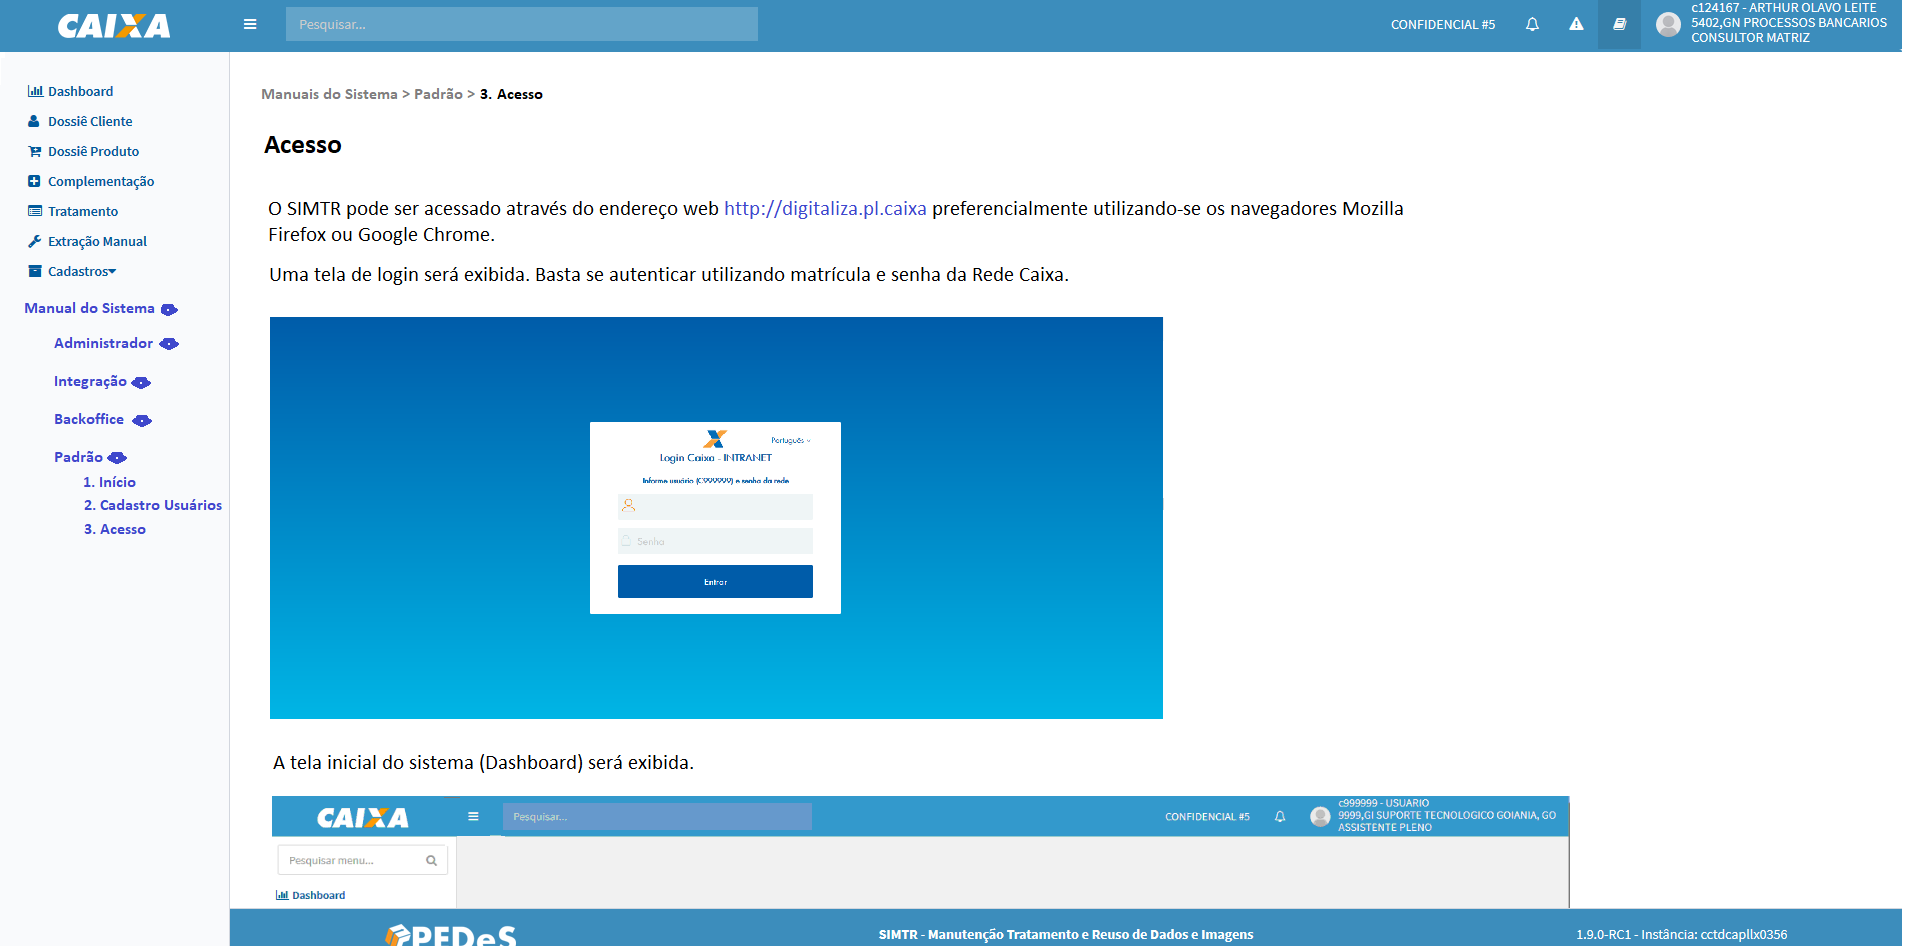 CAIXA
Pesquisar...
CONFIDENCIAL #5
c124167 - ARTHUR OLAVO LEITE
5402,GN PROCESSOS BANCARIOS
CONSULTOR MATRIZ
Dashboard
Dossiê Cliente
Dossiê Produto
Complementação
Tratamento
Extração Manual
Cadastros
Manual do Sistema
Administrador
Integração
Backoffice
Padrão
1. Início
2. Cadastro Usuários
3. Acesso
Manuais do Sistema > Padrão > 3. Acesso
Acesso
O SIMTR pode ser acessado através do endereço web http://digitaliza.pl.caixa preferencialmente utilizando-se os navegadores Mozilla
Firefox ou Google Chrome.
Uma tela de login será exibida. Basta se autenticar utilizando matrícula e senha da Rede Caixa.
Português
Login Caixa - INTRANET
Informe usuário (C999999) e senha da rede
Senha
Entrar
A tela inicial do sistema (Dashboard) será exibida.
CAIXA
Pesquisar...
CONFIDENCIAL #5
c999999 - USUARIO
9999,GI SUPORTE TECNOLOGICO GOIANIA, GO
ASSISTENTE PLENO
Pesquisar menu...
Dashboard
PEDeS
SIMTR - Manutenção Tratamento e Reuso de Dados e Imagens
1.9.0-RC1 - Instância: cctdcapllx0356